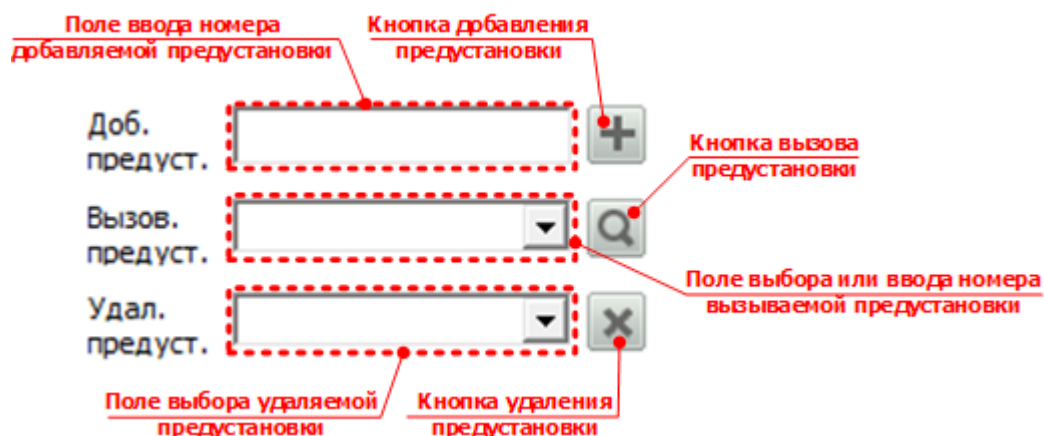 Поле ввода номера
добавляемой предустановки
Кнопка добавления
предустановки
Доб.
предуст.
Кнопка вызова
предустановки
Вызов.
предуст.
Поле выбора или ввода номера
вызываемой предустановки
Удал.
предуст.
Поле выбора удаляемой
предустановки
Кнопка удаления
предустановки